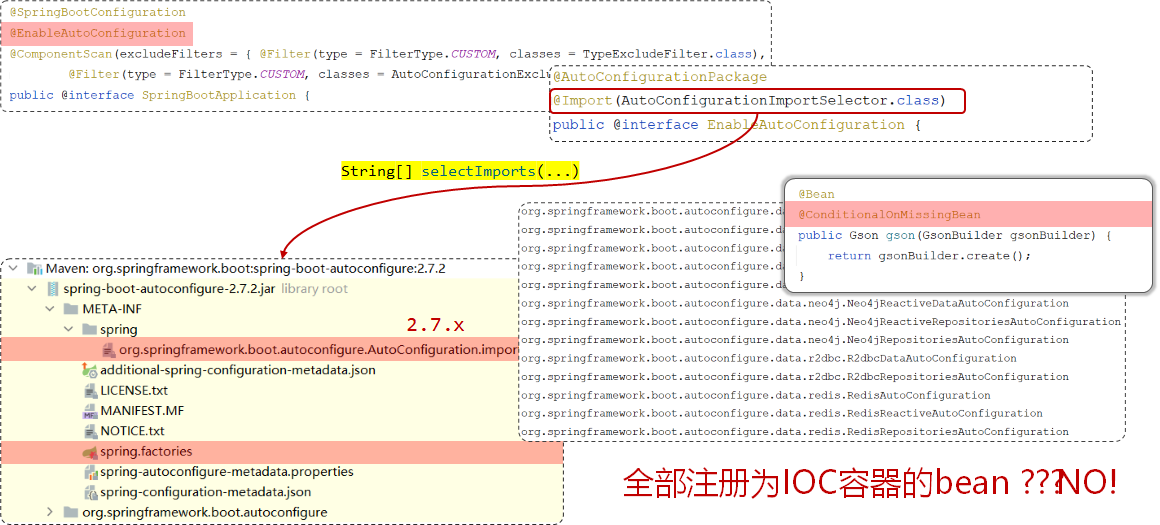 @SpringBootConfiguration
@EnableAutoConfiguration
@ComponentScan(excludeFilters = { @Filter(type = FilterType.CUSTOM, classes = TypeExcludeFilter.class),
@Filter(type = FilterType.CUSTOM, classes = AutoConfigurationExcl
public @interface SpringBootApplication {
@AutoConfigurationPackage
@Import(AutoConfigurationImportSelector.class)
public @interface EnableAutoConfiguration {
String[] selectImports(...)
@Bean
@ConditionalOnMissingBean
public Gson gson(GsonBuilder gsonBuilder) {
return gsonBuilder.create();
}
org.springframework.boot.autoconfigure.da
org.springframework.boot.autoconfigure.da
org.springframework.boot.autoconfigure.da
org.springframework.boot.autoconfigure.da
org.springframework.boot.autoconfigure.da
org.springframework.boot.autoconfigure.data.neo4j.Neo4jReactiveDataAutoConfiguration
org.springframework.boot.autoconfigure.data.neo4j.Neo4jReactiveRepositoriesAutoConfiguration
org.springframework.boot.autoconfigure.data.neo4j.Neo4jRepositoriesAutoConfiguration
org.springframework.boot.autoconfigure.data.r2dbc.R2dbcDataAutoConfiguration
org.springframework.boot.autoconfigure.data.r2dbc.R2dbcRepositoriesAutoConfiguration
org.springframework.boot.autoconfigure.data.redis.RedisAutoConfiguration
org.springframework.boot.autoconfigure.data.redis.RedisReactiveAutoConfiguration
org.springframework.boot.autoconfigure.data.redis.RedisRepositoriesAutoConfiguration
Maven: org.springframework.boot:spring-boot-autoconfigure:2.7.2
spring-boot-autoconfigure-2.7.2.jar library root
META-INF
spring
2.7.x
org.springframework.boot.autoconfigure.AutoConfiguration.impor
additional-spring-configuration-metadata.json
LICENSE.txt
MANIFEST.MF
NOTICE.txt
spring.factories
spring-autoconfigure-metadata.properties
spring-configuration-metadata.json
org.springframework.boot.autoconfigure
全部注册为IOC容器的bean ???NO!